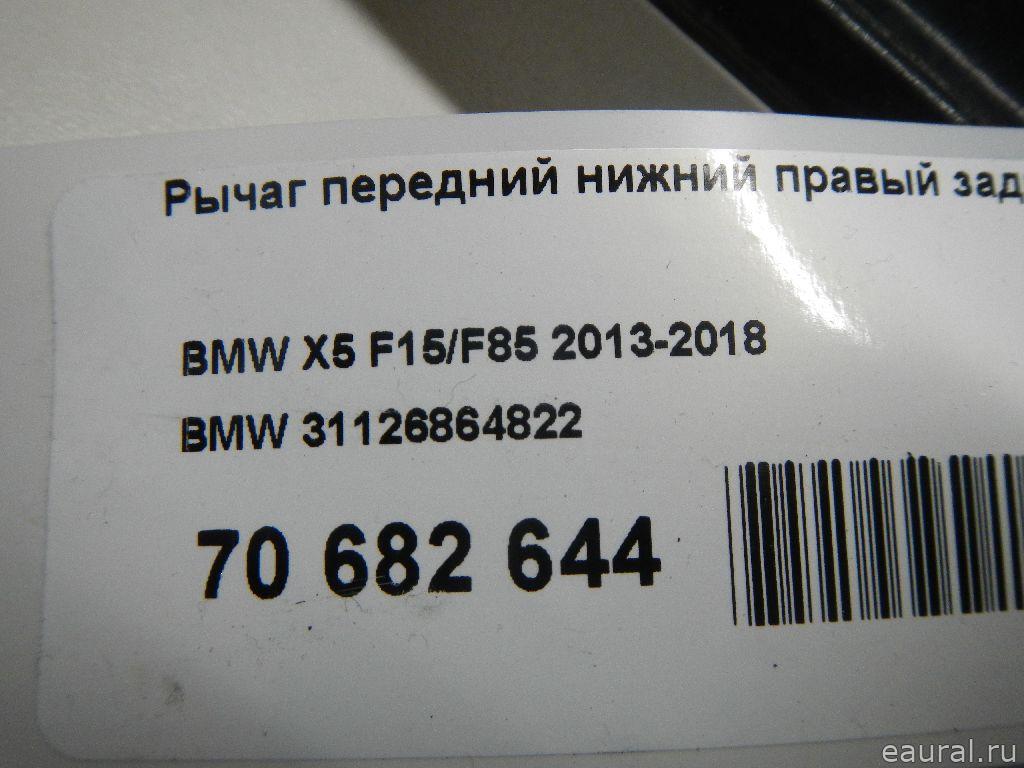 Рычаг передний нижний правый зад
BMW X5 F15/F85 2013-2018
BMW 31126864822
70 682 644
eaural.ru